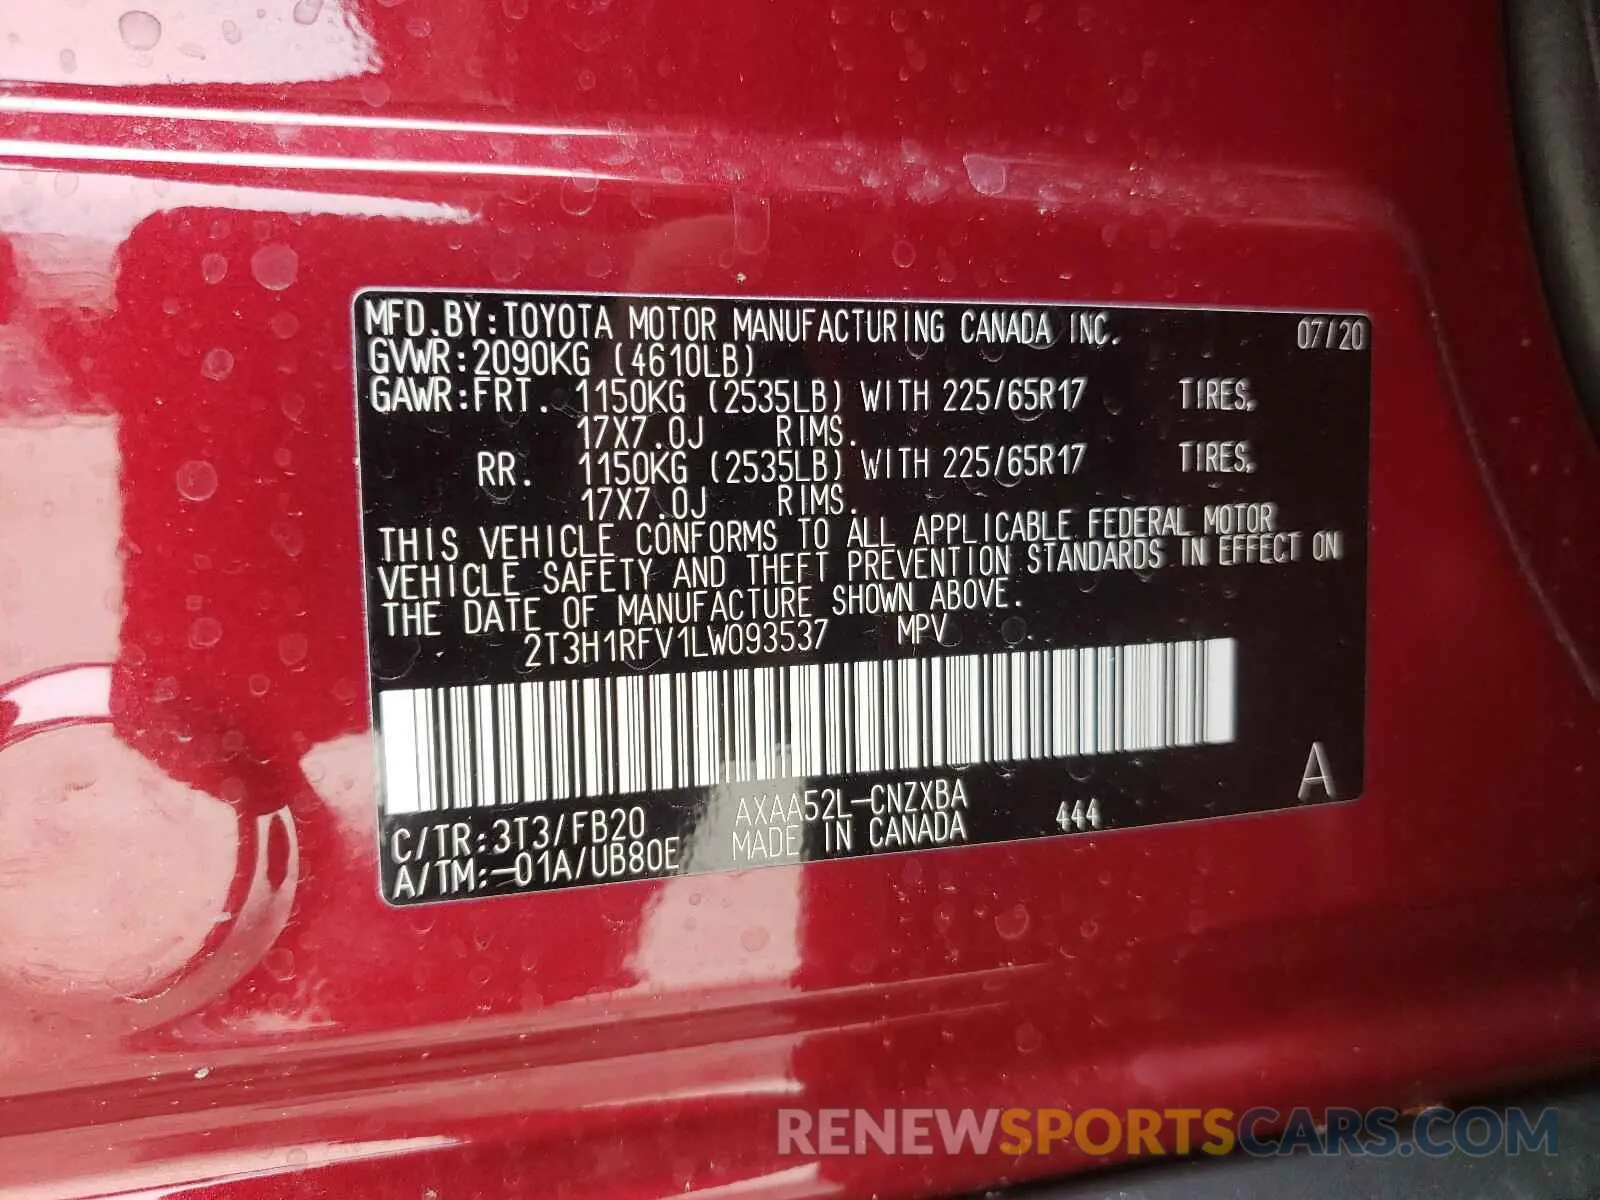 MFD.BY:TOYOTA MOTOR MANUFACTURING CANADA INC. 07/20
GVWR:2090KG (4610LB)
GAWR:FRT. 1150KG (2535LB) WITH 225/65R17 TIRES,
17X7.0J RIMS.
RR. 1150KG (2535LB) WITH 225/65R17 TIRES,
17X7.0J RIMS.
THIS VEHICLE CONFORMS TO ALL APPLICABLE FEDERAL MOTOR
VEHICLE SAFETY AND THEFT PREVENTION STANDARDS IN EFFECT ON
THE DATE OF MANUFACTURE SHOWN ABOVE.
2T3H1RFV1LW093537 MPV
A
C/TR:3T3/FB20 AXAA52L-CNZXBA 444
A/TM:-01A/UB80E MADE IN CANADA
RENEWSPORTSCARS.COM